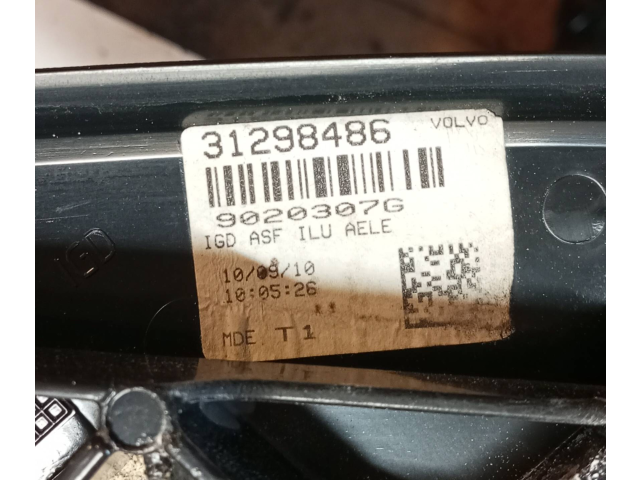 31298486 VOLVO
9020307G
IGD ASF ILU AELE
10/09/10
10:05:26
MDE T1